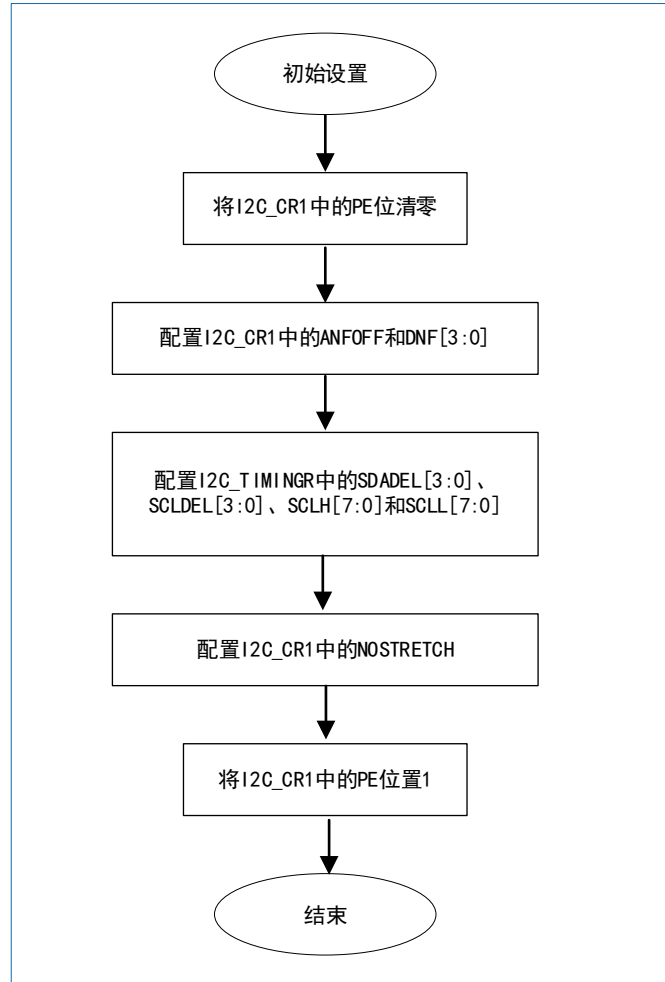 初始设置
将I2C_CR1中的PE位清零
配置I2C_CR1中的ANFOFF和DNF[3:0]
配置I2C_TIMINGR中的SDADEL[3:0]、
SCLDEL[3:0]、SCLH[7:0]和SCLL[7:0]
配置I2C_CR1中的NOSTRETCH
将I2C_CR1中的PE位置1
结束